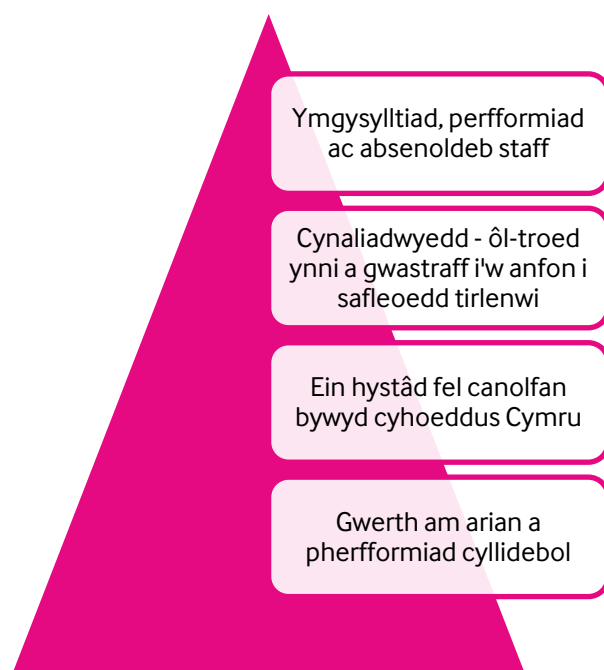 Ymgysylltiad, perfformiad
ac absenoldeb staff
Cynaliadwyedd - ôl-troed
ynni a gwastraff i'w anfon i
safleoedd tirlenwi
Ein hystâd fel canolfan
bywyd cyhoeddus Cymru
Gwerth am arian a
pherfformiad cyllidebol